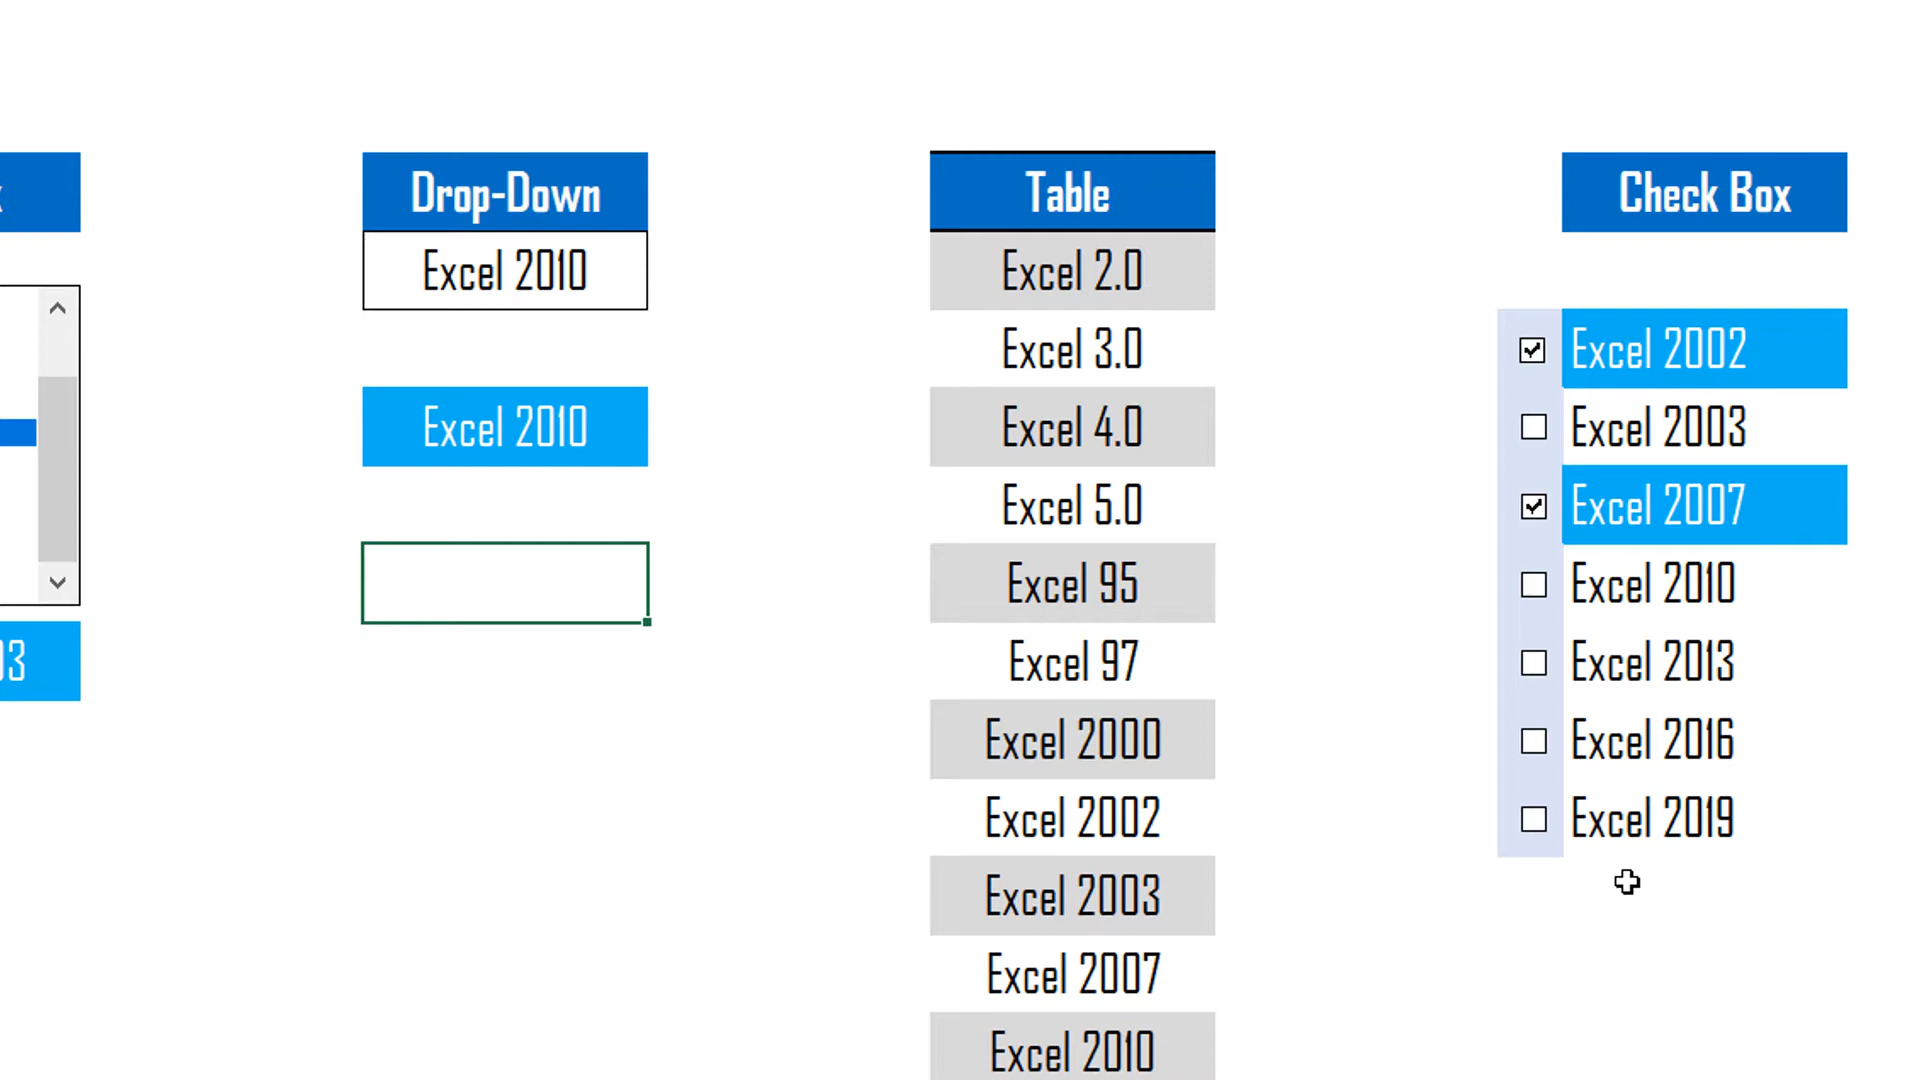 Drop-Down
Excel 2010
Excel 2010
Table
Excel 2.0
Excel 3.0
Excel 4.0
Excel 5.0
Excel 95
Excel 97
Excel 2000
Excel 2002
Excel 2003
Excel 2007
Excel 2010
Check Box
Excel 2002
Excel 2003
Excel 2007
Excel 2010
Excel 2013
Excel 2016
Excel 2019